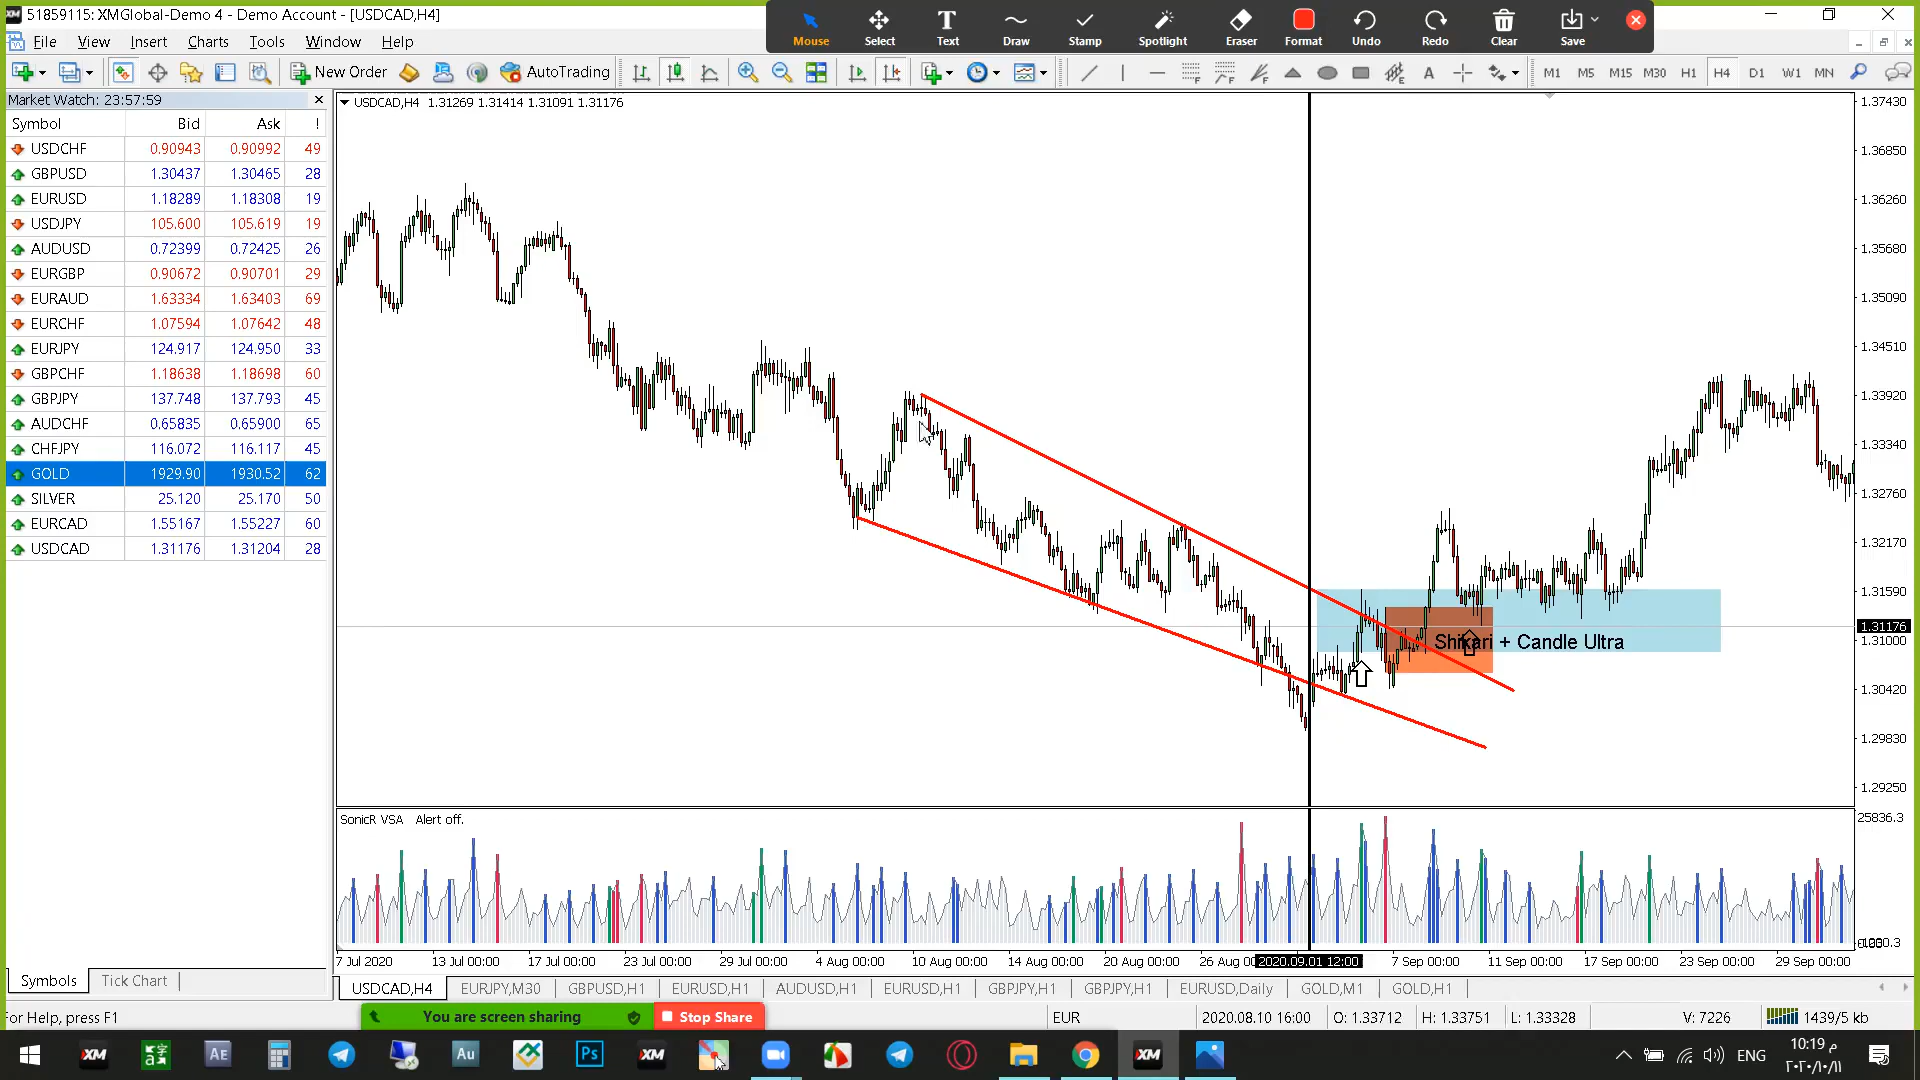 51859115: XMGlobal-Demo 4 - Demo Account - [USDCAD,H4]
Mouse Select Text Draw Stamp Spotlight Eraser Format Undo Redo Clear Save
File View Insert Charts Tools Window Help
New Order AutoTrading M1 M5 M15 M30 H1 H4 D1 W1 MN
Market Watch: 23:57:59
Symbol Bid Ask !
USDCHF 0.90943 0.90992 49
GBPUSD 1.30437 1.30465 28
EURUSD 1.18289 1.18308 19
USDJPY 105.600 105.619 19
AUDUSD 0.72399 0.72425 26
EURGBP 0.90672 0.90701 29
EURAUD 1.63334 1.63403 69
EURCHF 1.07594 1.07642 48
EURJPY 124.917 124.950 33
GBPCHF 1.18638 1.18698 60
GBPJPY 137.748 137.793 45
AUDCHF 0.65835 0.65900 65
CHFJPY 116.072 116.117 45
GOLD 1929.90 1930.52 62
SILVER 25.120 25.170 50
EURCAD 1.55167 1.55227 60
USDCAD 1.31176 1.31204 28
Symbols Tick Chart
USDCAD,H4 1.31269 1.31414 1.31091 1.31176
1.37430
1.36850
1.36260
1.35680
1.35090
1.34510
1.33920
1.33340
1.32760
1.32170
1.31590
1.31176
1.31000
1.30420
1.29830
1.29250
Shikari + Candle Ultra
SonicR VSA Alert off.
25836.3
7 Jul 2020 13 Jul 00:00 17 Jul 00:00 23 Jul 00:00 29 Jul 00:00 4 Aug 00:00 10 Aug 00:00 14 Aug 00:00 20 Aug 00:00 26 Aug 2020.09.01 12:00 7 Sep 00:00 11 Sep 00:00 17 Sep 00:00 23 Sep 00:00 29 Sep 00:00
USDCAD,H4 EURJPY,M30 GBPUSD,H1 EURUSD,H1 AUDUSD,H1 EURUSD,H1 GBPJPY,H1 GBPJPY,H1 EURUSD,Daily GOLD,M1 GOLD,H1
For Help, press F1
You are screen sharing Stop Share
EUR 2020.08.10 16:00 O: 1.33712 H: 1.33751 L: 1.33328 V: 7226 1439/5 kb
XM Ae Au Ps XM XM
ENG
10:19 م
٢٠٢٠/١٠/١١